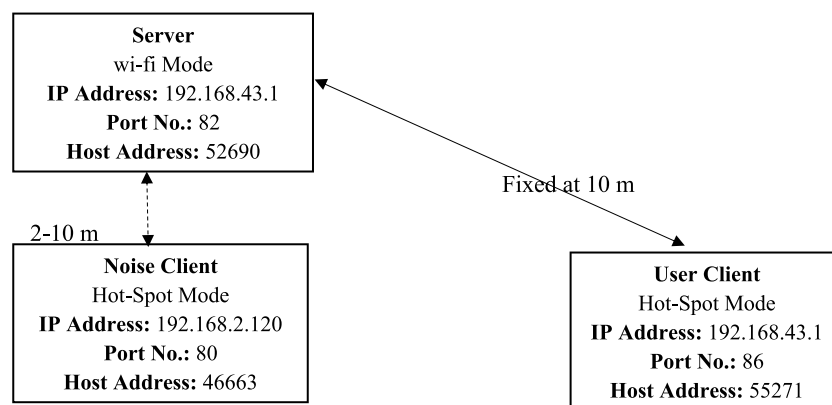 Server
wi-fi Mode
IP Address: 192.168.43.1
Port No.: 82
Host Address: 52690
Fixed at 10 m
2-10 m
Noise Client
Hot-Spot Mode
IP Address: 192.168.2.120
Port No.: 80
Host Address: 46663
User Client
Hot-Spot Mode
IP Address: 192.168.43.1
Port No.: 86
Host Address: 55271